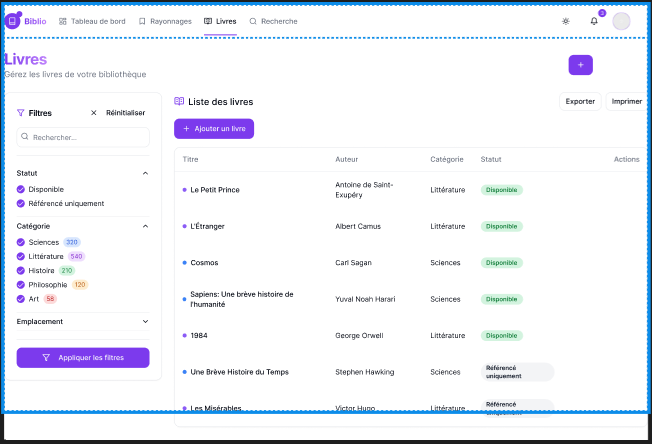 Biblio
Tableau de bord
Rayonnages
Livres
Recherche
3
Livres
Gérez les livres de votre bibliothèque
+
Filtres
Réinitialiser
Rechercher...
Statut
Disponible
Référencé uniquement
Catégorie
Sciences 320
Littérature 540
Histoire 210
Philosophie 120
Art 58
Emplacement
Appliquer les filtres
Liste des livres
Exporter
Imprimer
+ Ajouter un livre
Titre Auteur Catégorie Statut Actions
Le Petit Prince
Antoine de Saint-
Exupéry
Littérature
Disponible
L'Étranger Albert Camus Littérature Disponible
Cosmos Carl Sagan Sciences Disponible
Sapiens: Une brève histoire de
l'humanité
Yuval Noah Harari
Sciences
Disponible
1984 George Orwell Littérature Disponible
Une Brève Histoire du Temps
Stephen Hawking
Sciences
Référencé
uniquement
Les Misérables
Victor Hugo
Littérature
Référencé
uniquement